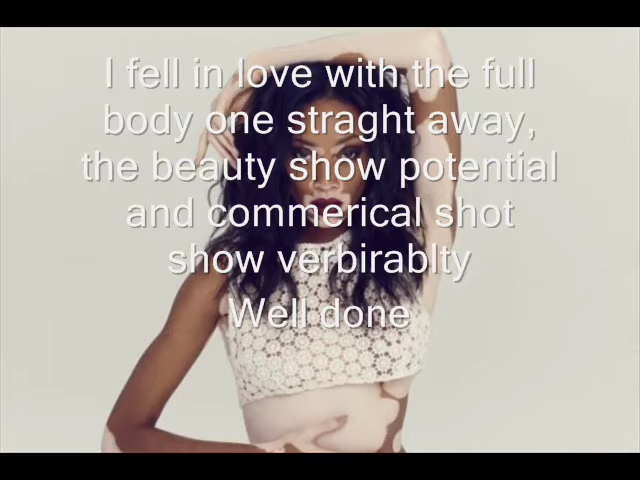 I fell in love with the full
body one straght away,
the beauty show potential
and commerical shot
show verbirablty
Well done